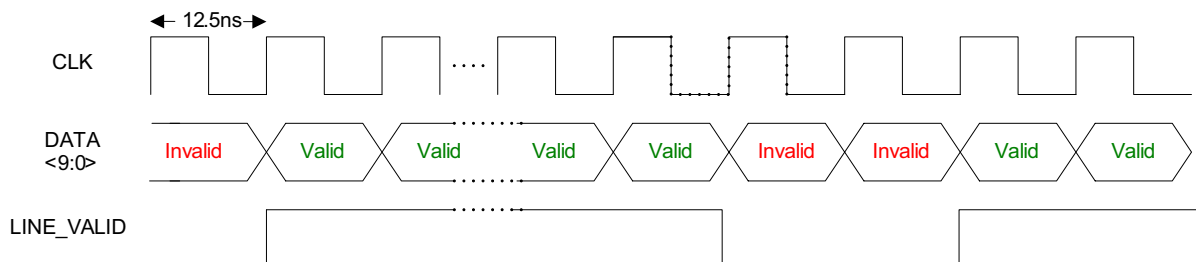 12.5ns
CLK
DATA
<9:0>
Invalid Valid Valid Valid Valid Invalid Invalid Valid Valid
LINE_VALID